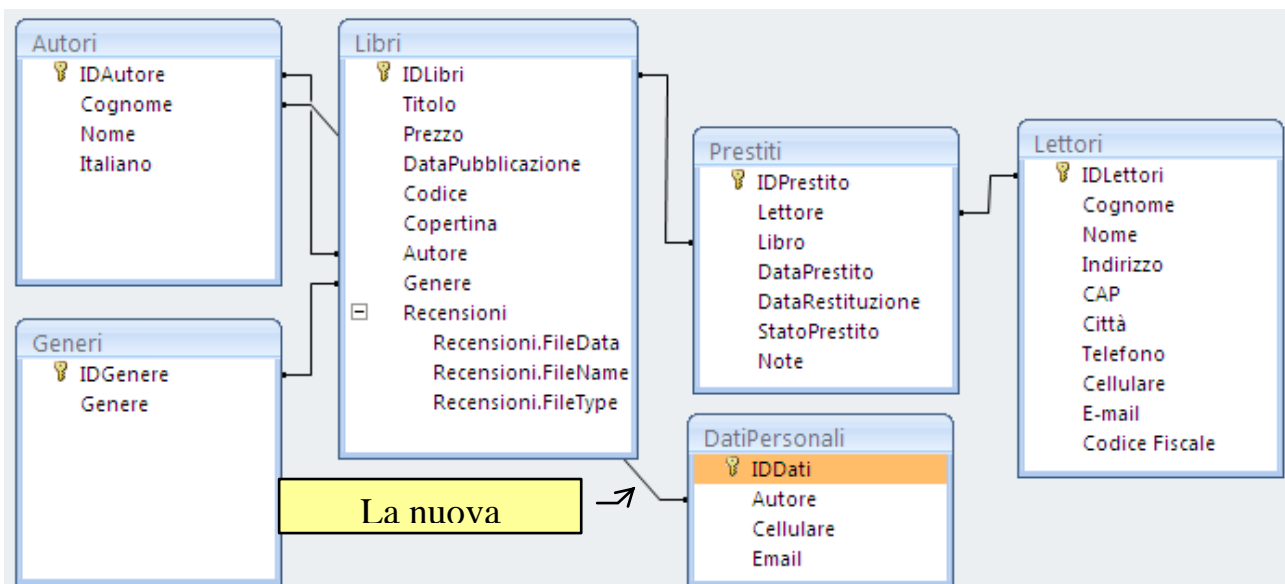 Autori
IDAutore
Cognome
Nome
Italiano
Libri
IDLibri
Titolo
Prezzo
DataPubblicazione
Codice
Copertina
Autore
Genere
Recensioni
Recensioni.FileData
Recensioni.FileName
Recensioni.FileType
Prestiti
IDPrestito
Lettore
Libro
DataPrestito
DataRestituzione
StatoPrestito
Note
Lettori
IDLettori
Cognome
Nome
Indirizzo
CAP
Città
Telefono
Cellulare
E-mail
Codice Fiscale
Generi
IDGenere
Genere
DatiPersonali
IDDati
Autore
Cellulare
Email
La nuova